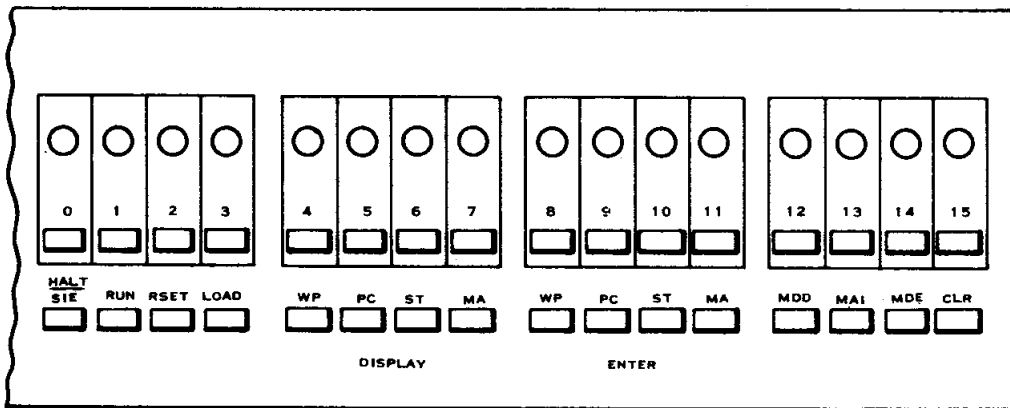 0 1 2 3 4 5 6 7 8 9 10 11 12 13 14 15
HALT
SIE RUN RSET LOAD WP PC ST MA WP PC ST MA MDD MAI MDE CLR
DISPLAY ENTER